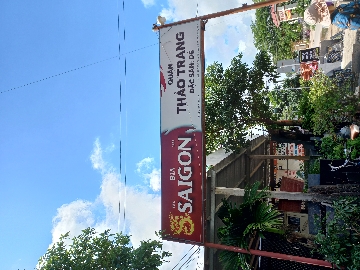 QUÁN
THẢO TRANG
ĐẶC SẢN: DÊ
BIA
SAIGON